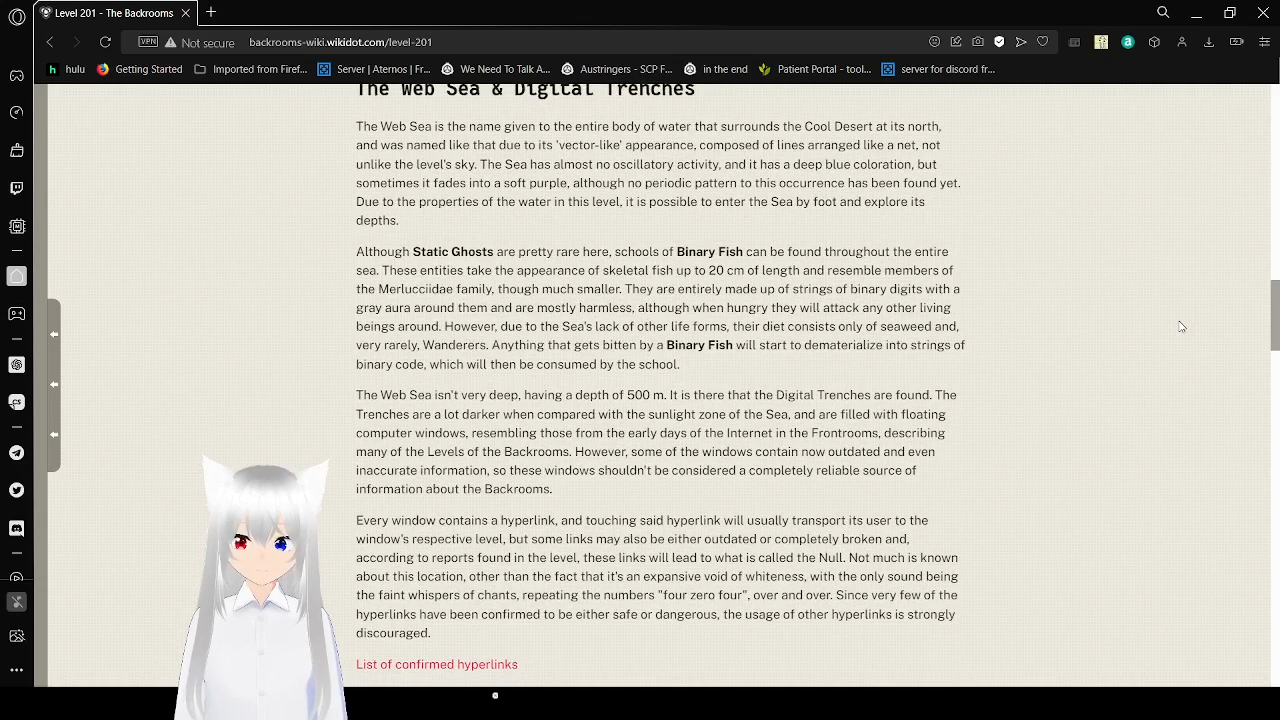 Level 201 - The Backrooms
VPN
Not secure
backrooms-wiki.wikidot.com/level-201
hulu
Getting Started
Imported from Firef...
Server | Aternos | Fr...
We Need To Talk A...
Austringers - SCP F...
in the end
Patient Portal - tool...
server for discord fr...
The Web Sea & Digital Trenches
The Web Sea is the name given to the entire body of water that surrounds the Cool Desert at its north,
and was named like that due to its 'vector-like' appearance, composed of lines arranged like a net, not
unlike the level's sky. The Sea has almost no oscillatory activity, and it has a deep blue coloration, but
sometimes it fades into a soft purple, although no periodic pattern to this occurrence has been found yet.
Due to the properties of the water in this level, it is possible to enter the Sea by foot and explore its
depths.
Although Static Ghosts are pretty rare here, schools of Binary Fish can be found throughout the entire
sea. These entities take the appearance of skeletal fish up to 20 cm of length and resemble members of
the Merlucciidae family, though much smaller. They are entirely made up of strings of binary digits with a
gray aura around them and are mostly harmless, although when hungry they will attack any other living
beings around. However, due to the Sea's lack of other life forms, their diet consists only of seaweed and,
very rarely, Wanderers. Anything that gets bitten by a Binary Fish will start to dematerialize into strings of
binary code, which will then be consumed by the school.
The Web Sea isn't very deep, having a depth of 500 m. It is there that the Digital Trenches are found. The
Trenches are a lot darker when compared with the sunlight zone of the Sea, and are filled with floating
computer windows, resembling those from the early days of the Internet in the Frontrooms, describing
many of the Levels of the Backrooms. However, some of the windows contain now outdated and even
inaccurate information, so these windows shouldn't be considered a completely reliable source of
information about the Backrooms.
Every window contains a hyperlink, and touching said hyperlink will usually transport its user to the
window's respective level, but some links may also be either outdated or completely broken and,
according to reports found in the level, these links will lead to what is called the Null. Not much is known
about this location, other than the fact that it's an expansive void of whiteness, with the only sound being
the faint whispers of chants, repeating the numbers "four zero four", over and over. Since very few of the
hyperlinks have been confirmed to be either safe or dangerous, the usage of other hyperlinks is strongly
discouraged.
List of confirmed hyperlinks